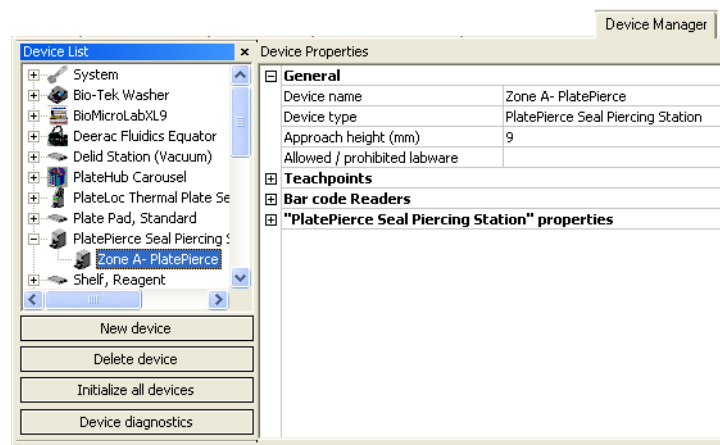 Device Manager
Device List
Device Properties
System
Bio-Tek Washer
BioMicroLabXL9
Deerac Fluidics Equator
Delid Station (Vacuum)
PlateHub Carousel
PlateLoc Thermal Plate Se
Plate Pad, Standard
PlatePierce Seal Piercing S
Zone A- PlatePierce
Shelf, Reagent
New device
Delete device
Initialize all devices
Device diagnostics
General
Device name Zone A- PlatePierce
Device type PlatePierce Seal Piercing Station
Approach height (mm) 9
Allowed / prohibited labware
Teachpoints
Bar code Readers
"PlatePierce Seal Piercing Station" properties